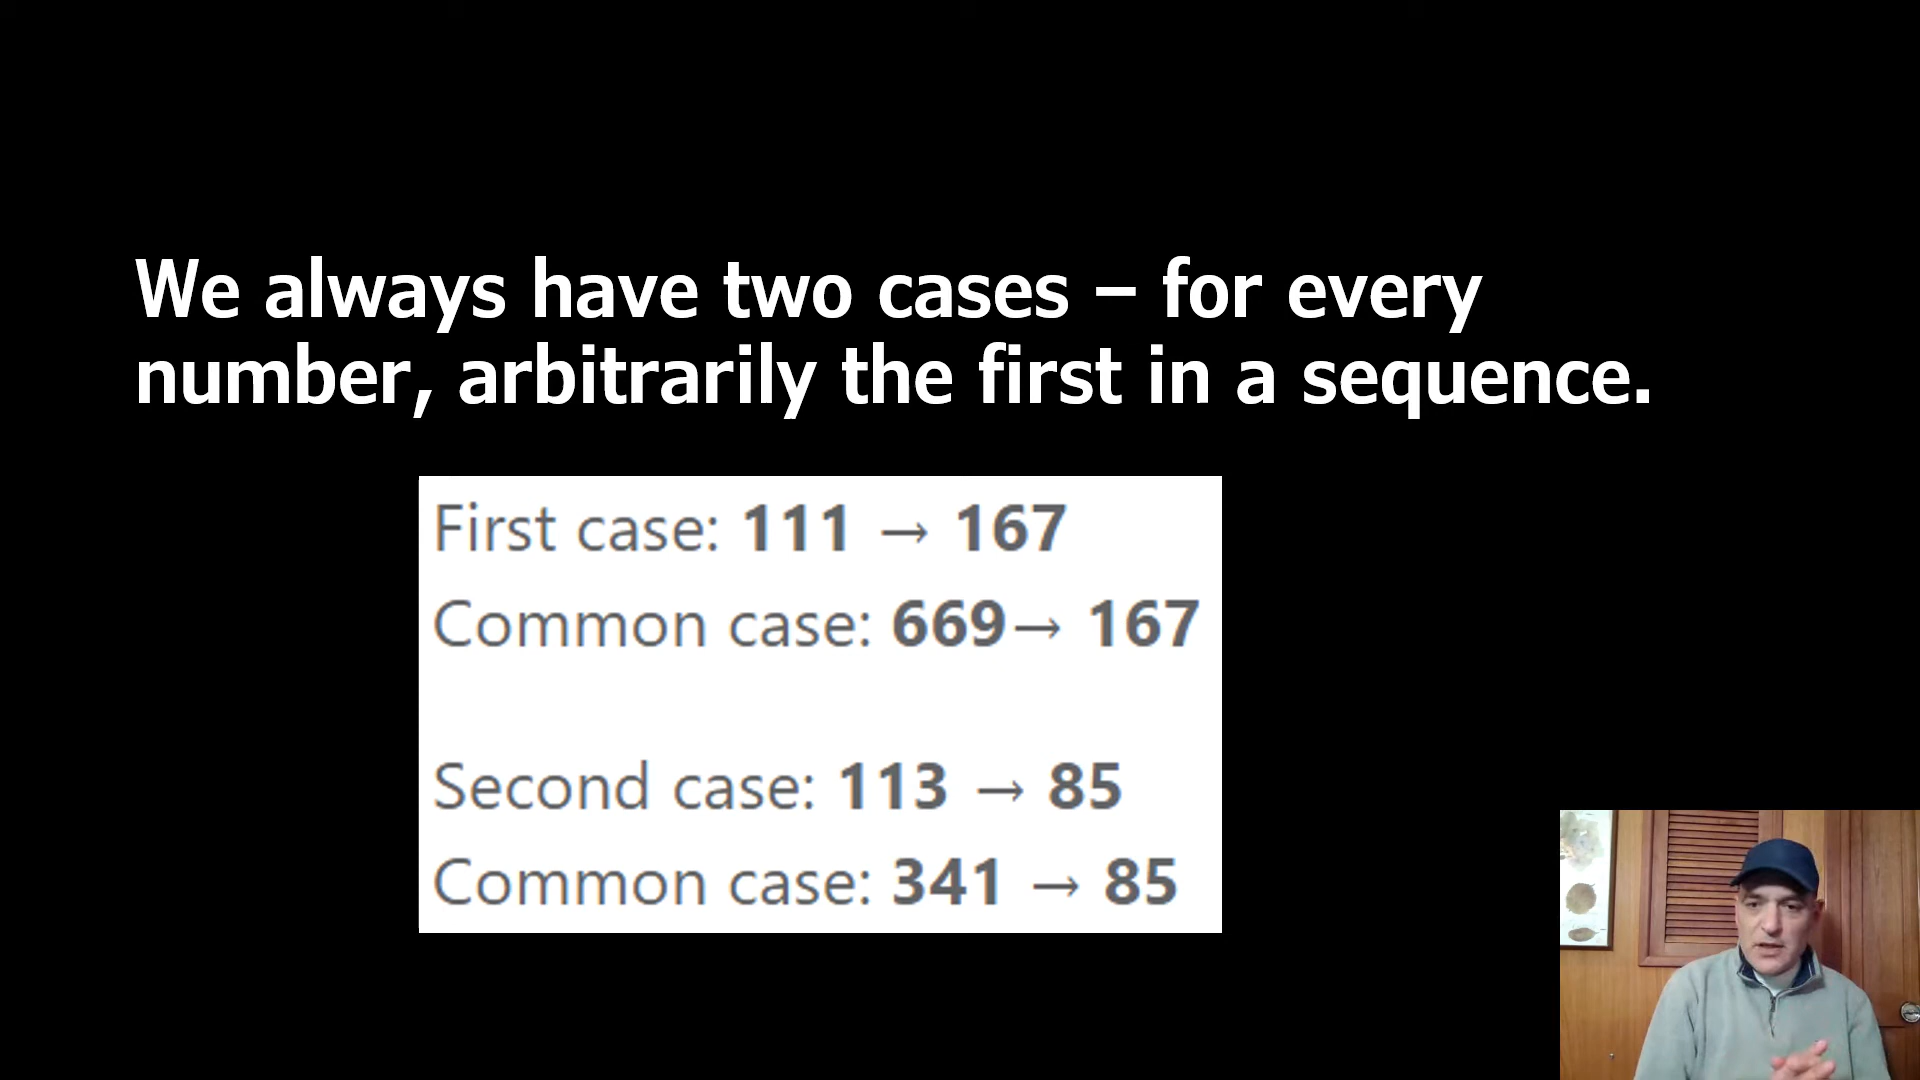 We always have two cases – for every
number, arbitrarily the first in a sequence.
First case: 111 → 167
Common case: 669→ 167
Second case: 113 → 85
Common case: 341 → 85